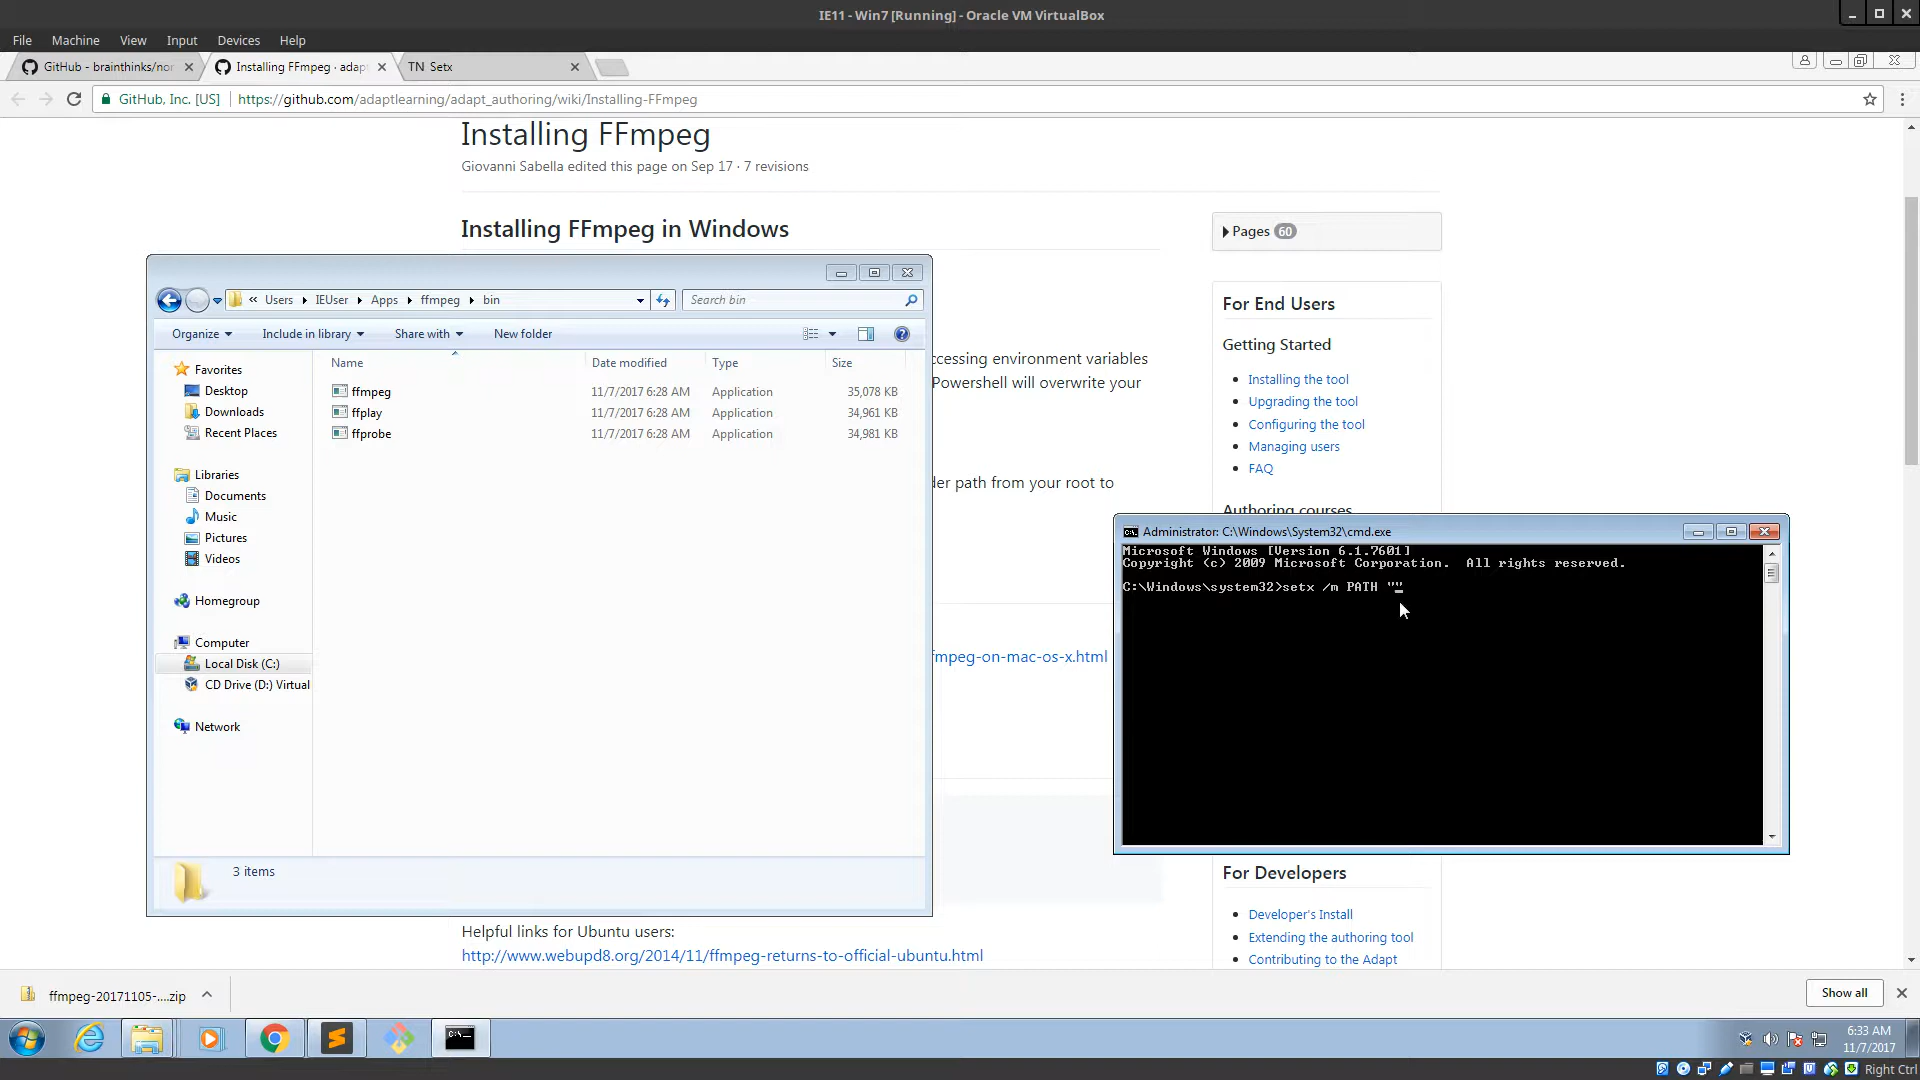 IE11 - Win7 [Running] - Oracle VM VirtualBox
File Machine View Input Devices Help
GitHub - brainthinks/nor
Installing FFmpeg · adapt
TN Setx
GitHub, Inc. [US]
https://github.com/adaptlearning/adapt_authoring/wiki/Installing-FFmpeg
Installing FFmpeg
Giovanni Sabella edited this page on Sep 17 · 7 revisions
Installing FFmpeg in Windows
Pages 60
« Users IEUser Apps ffmpeg bin
Search bin
Organize Include in library Share with New folder
Name Date modified Type Size
ffmpeg 11/7/2017 6:28 AM Application 35,078 KB
ffplay 11/7/2017 6:28 AM Application 34,961 KB
ffprobe 11/7/2017 6:28 AM Application 34,981 KB
Favorites
Desktop
Downloads
Recent Places
Libraries
Documents
Music
Pictures
Videos
Homegroup
Computer
Local Disk (C:)
CD Drive (D:) Virtual
Network
3 items
ccessing environment variables
Powershell will overwrite your
der path from your root to
fmpeg-on-mac-os-x.html
For End Users
Getting Started
Installing the tool
Upgrading the tool
Configuring the tool
Managing users
FAQ
Authoring courses
Administrator: C:\Windows\System32\cmd.exe
Microsoft Windows [Version 6.1.7601]
Copyright (c) 2009 Microsoft Corporation. All rights reserved.
C:\Windows\system32>setx /m PATH ""
For Developers
Developer's Install
Extending the authoring tool
Contributing to the Adapt
Helpful links for Ubuntu users:
http://www.webupd8.org/2014/11/ffmpeg-returns-to-official-ubuntu.html
ffmpeg-20171105-....zip
Show all
6:33 AM
11/7/2017
Right Ctrl